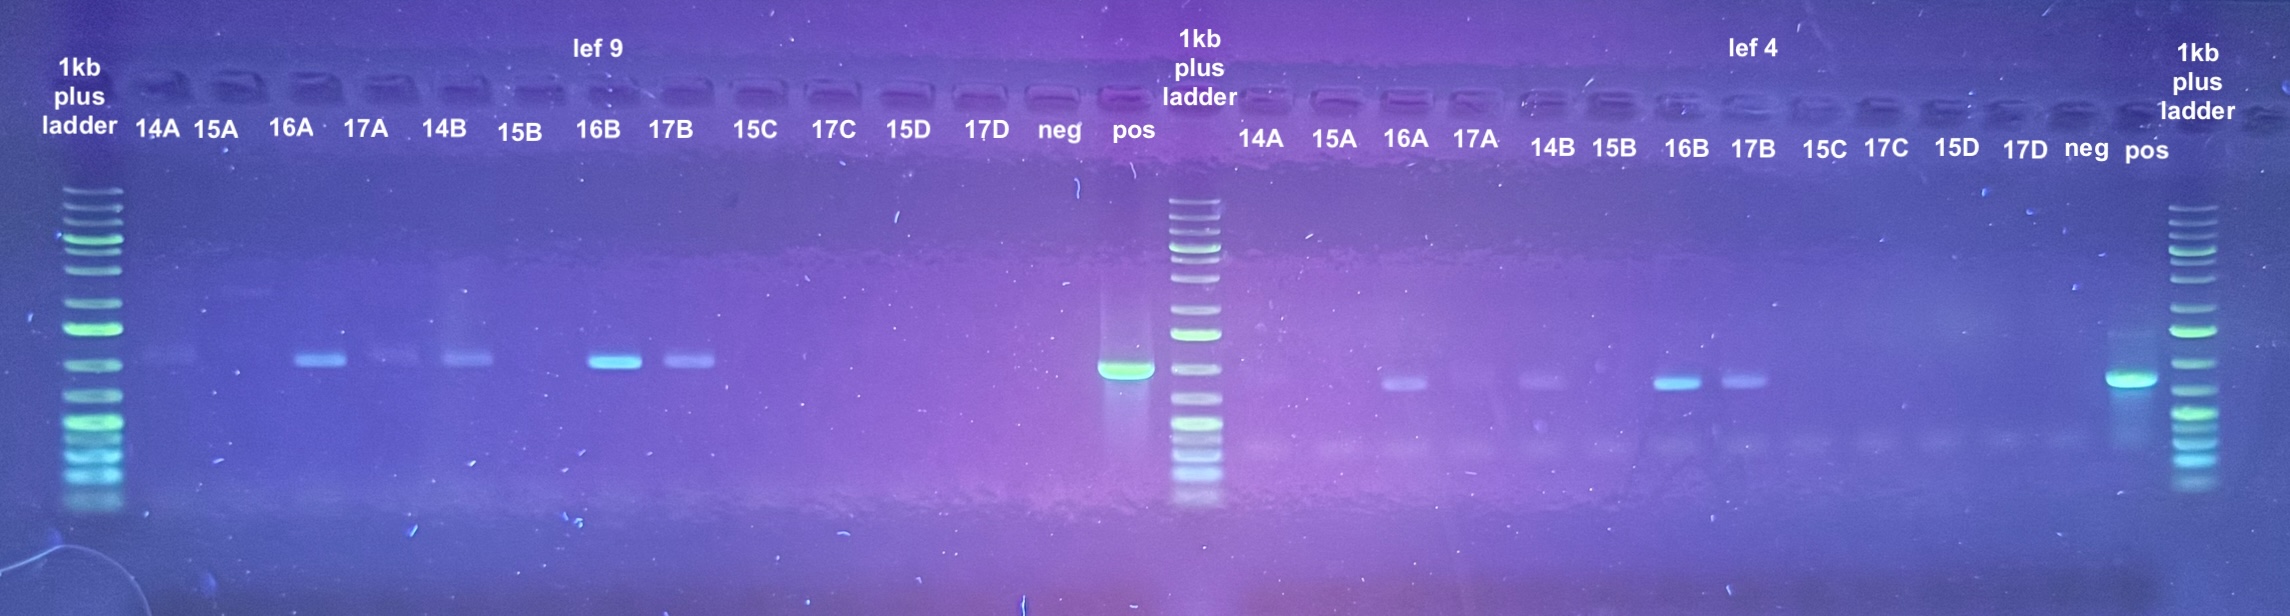 lef 9
1kb
plus
ladder
14A 15A 16A 17A 14B 15B 16B 17B 15C 17C 15D 17D neg pos
1kb
plus
ladder
lef 4
14A 15A 16A 17A 14B 15B 16B 17B 15C 17C 15D 17D neg pos
1kb
plus
ladder